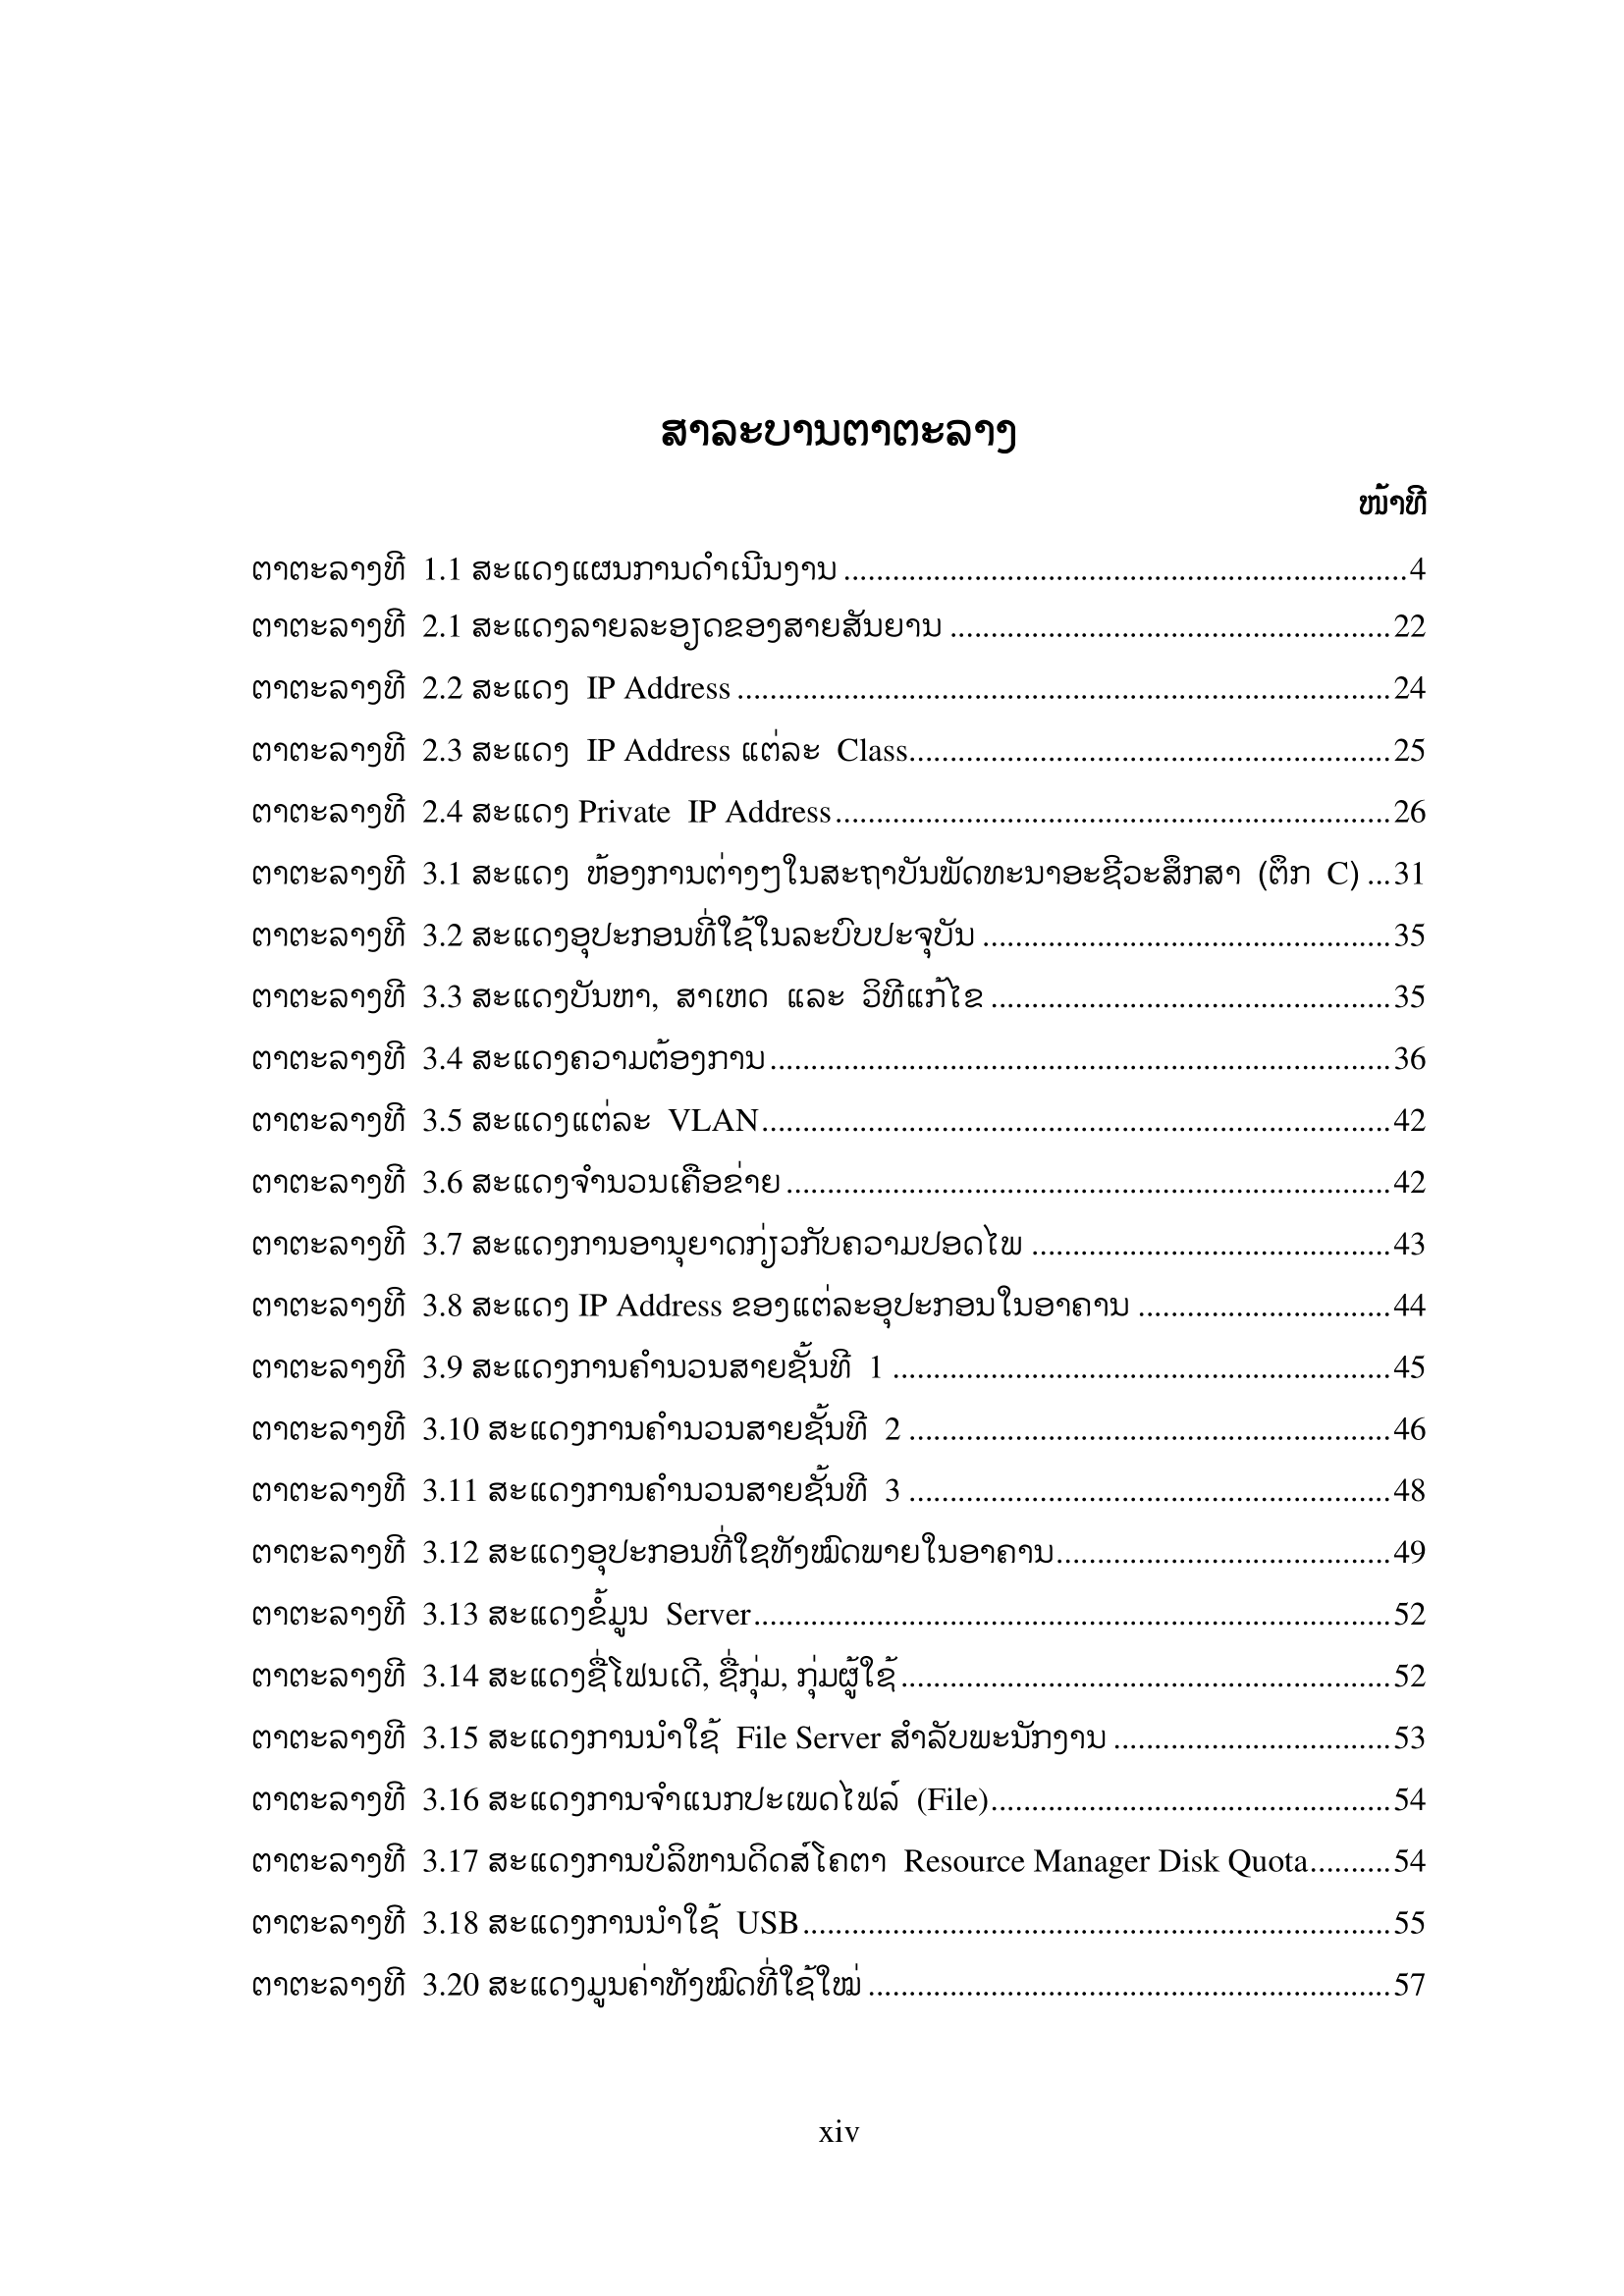 ສາລະບານຕາຕະລາງ
ໜ້າທີ
ຕາຕະລາງທີ 1.1 ສະແດງແຜນການດຳເນີນງານ ....................................................................4
ຕາຕະລາງທີ 2.1 ສະແດງລາຍລະອຽດຂອງສາຍສັນຍານ .....................................................22
ຕາຕະລາງທີ 2.2 ສະແດງ IP Address ...............................................................................24
ຕາຕະລາງທີ 2.3 ສະແດງ IP Address ແຕ່ລະ Class..........................................................25
ຕາຕະລາງທີ 2.4 ສະແດງ Private IP Address...................................................................26
ຕາຕະລາງທີ 3.1 ສະແດງ ຫ້ອງການຕ່າງໆໃນສະຖາບັນພັດທະນາອະຊີວະສຶກສາ (ຕຶກ C) ...31
ຕາຕະລາງທີ 3.2 ສະແດງອຸປະກອນທີ່ໃຊ້ໃນລະບົບປະຈຸບັນ .................................................35
ຕາຕະລາງທີ 3.3 ສະແດງບັນຫາ, ສາເຫດ ແລະ ວິທີແກ້ໄຂ ................................................35
ຕາຕະລາງທີ 3.4 ສະແດງຄວາມຕ້ອງການ...........................................................................36
ຕາຕະລາງທີ 3.5 ສະແດງແຕ່ລະ VLAN............................................................................42
ຕາຕະລາງທີ 3.6 ສະແດງຈຳນວນເຄືອຂ່າຍ .........................................................................42
ຕາຕະລາງທີ 3.7 ສະແດງການອານຸຍາດກ່ຽວກັບຄວາມປອດໄພ ...........................................43
ຕາຕະລາງທີ 3.8 ສະແດງ IP Address ຂອງແຕ່ລະອຸປະກອນໃນອາຄານ ...............................44
ຕາຕະລາງທີ 3.9 ສະແດງການຄຳນວນສາຍຊັ້ນທີ 1 ............................................................45
ຕາຕະລາງທີ 3.10 ສະແດງການຄຳນວນສາຍຊັ້ນທີ 2 ..........................................................46
ຕາຕະລາງທີ 3.11 ສະແດງການຄຳນວນສາຍຊັ້ນທີ 3 ..........................................................48
ຕາຕະລາງທີ 3.12 ສະແດງອຸປະກອນທີ່ໃຊທັງໝົດພາຍໃນອາຄານ........................................49
ຕາຕະລາງທີ 3.13 ສະແດງຂໍ້ມູນ Server.............................................................................52
ຕາຕະລາງທີ 3.14 ສະແດງຊື່ໂຟນເດີ, ຊື່ກຸ່ມ, ກຸ່ມຜູ້ໃຊ້...........................................................52
ຕາຕະລາງທີ 3.15 ສະແດງການນຳໃຊ້ File Server ສຳລັບພະນັກງານ ..................................53
ຕາຕະລາງທີ 3.16 ສະແດງການຈຳແນກປະເພດໄຟລ໌ (File)................................................54
ຕາຕະລາງທີ 3.17 ສະແດງການບໍລິຫານດິດສ໌ໂຄຕາ Resource Manager Disk Quota..........54
ຕາຕະລາງທີ 3.18 ສະແດງການນຳໃຊ້ USB.......................................................................55
ຕາຕະລາງທີ 3.20 ສະແດງມູນຄ່າທັງໝົດທີ່ໃຊ້ໃໝ່ ...............................................................57
xiv